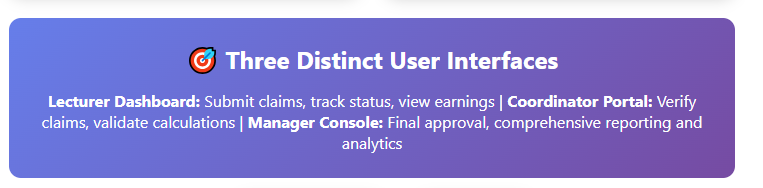 🎯 Three Distinct User Interfaces
Lecturer Dashboard: Submit claims, track status, view earnings | Coordinator Portal: Verify
claims, validate calculations | Manager Console: Final approval, comprehensive reporting and
analytics